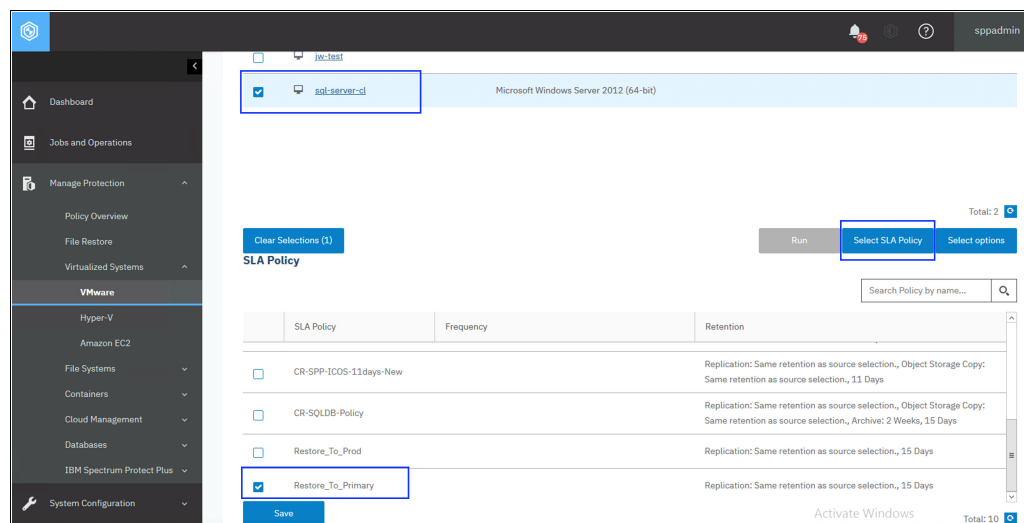 75
sppadmin
jw-test
sql-server-cl
Microsoft Windows Server 2012 (64-bit)
Dashboard
Jobs and Operations
Manage Protection
Policy Overview
File Restore
Virtualized Systems
VMware
Hyper-V
Amazon EC2
File Systems
Containers
Cloud Management
Databases
IBM Spectrum Protect Plus
System Configuration
Total: 2
Clear Selections (1)
Run
Select SLA Policy
Select options
SLA Policy
Search Policy by name...
SLA Policy
Frequency
Retention
CR-SPP-ICOS-11days-New
Replication: Same retention as source selection., Object Storage Copy:
Same retention as source selection., 11 Days
CR-SQLDB-Policy
Replication: Same retention as source selection., Object Storage Copy:
Same retention as source selection., Archive: 2 Weeks, 15 Days
Restore_To_Prod
Replication: Same retention as source selection., 15 Days
Restore_To_Primary
Replication: Same retention as source selection., 15 Days
Save
Activate Windows
Total: 10